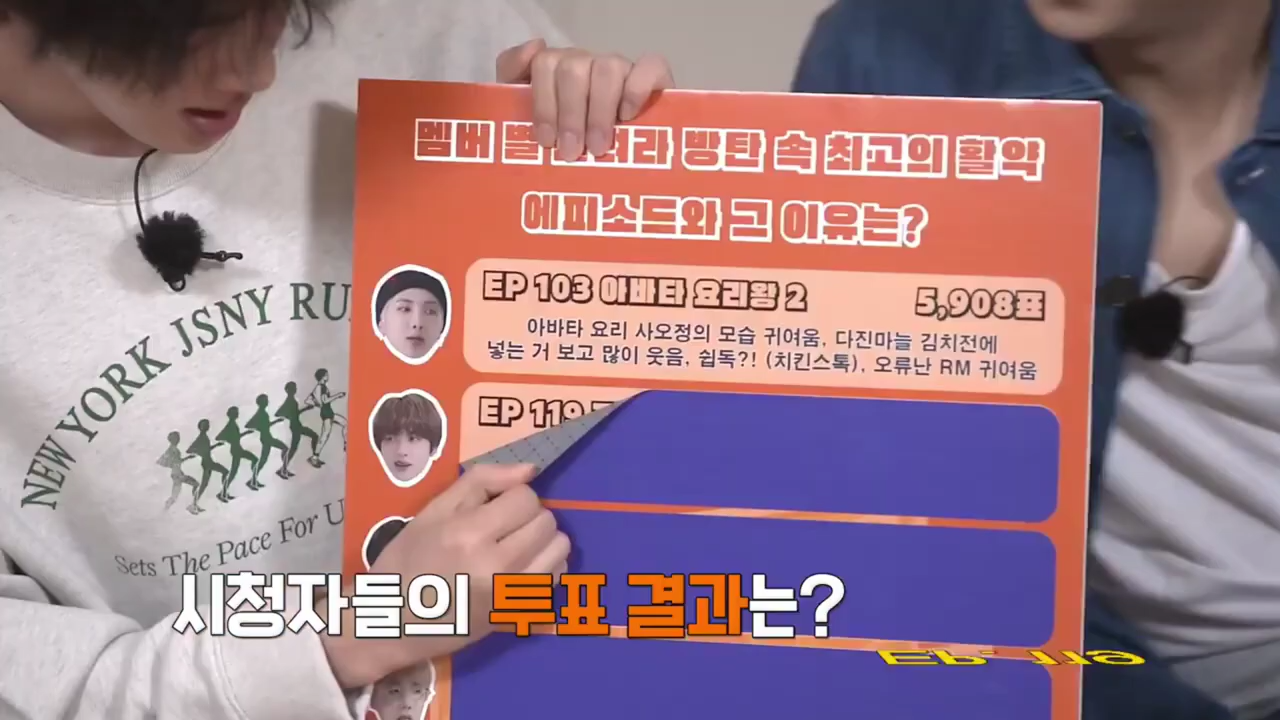 멤버 별 달려라 방탄 속 최고의 활약
에피소드와 그 이유는?
EP 103 아바타 요리왕 2 5,908표
아바타 요리 사오정의 모습 귀여움, 다진마늘 김치전에
넣는 거 보고 많이 웃음, 쉽독?! (치킨스톡), 오류난 RM 귀여움
EP 119
NEW YORK JSNY RU
Sets The Pace For U
시청자들의 투표 결과는?
EP. 119